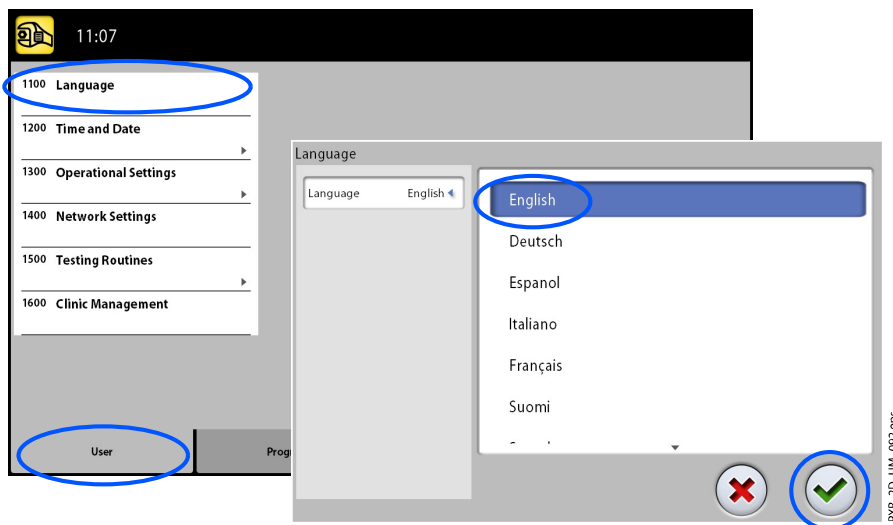 11:07
1100 Language
1200 Time and Date
1300 Operational Settings
1400 Network Settings
1500 Testing Routines
1600 Clinic Management
User
Language
Language English
English
Deutsch
Espanol
Italiano
Français
Suomi